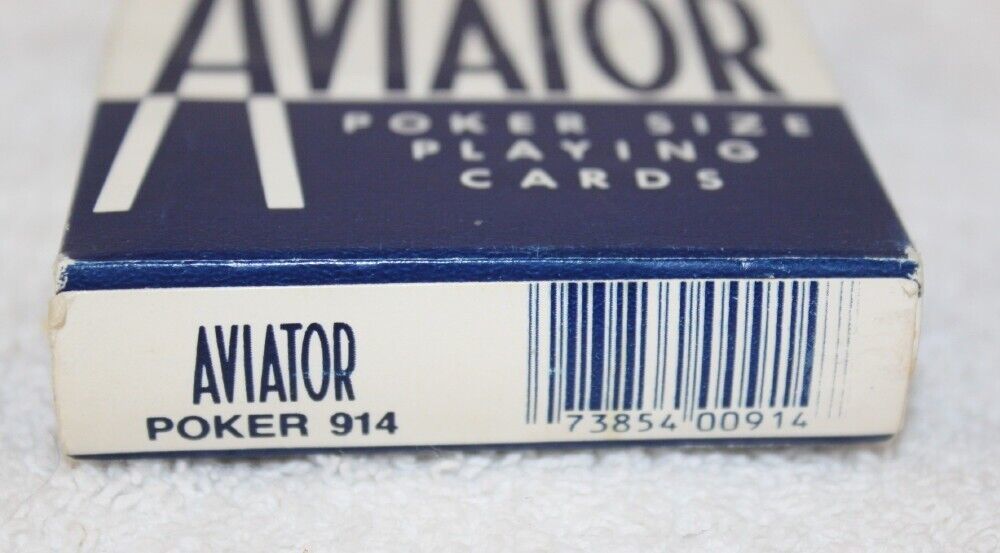 AVIATOR
POKER SIZE
PLAYING
CARDS
AVIATOR
POKER 914
73854 00914